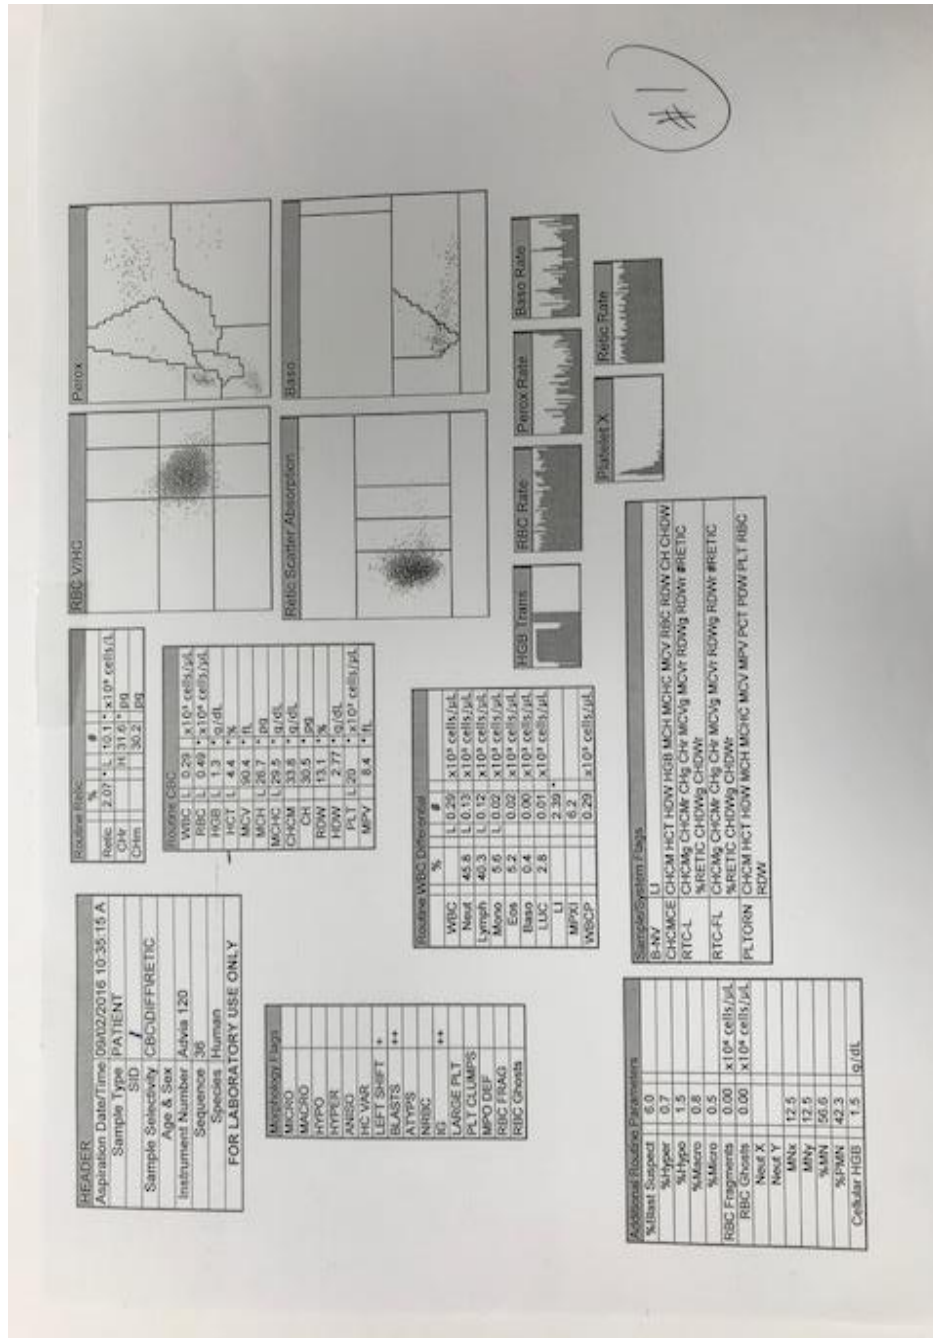 #1
HEADER
Aspiration Date/Time 09/02/2016 10:35:15 A
Sample Type PATIENT
SID
Sample Selectivity CBC\DIFF\RETIC
Age & Sex
Instrument Number Advia 120
Sequence 36
Species Human
FOR LABORATORY USE ONLY
Routine Retic
% #
Retic 2.07 * L 10.1 * x10⁹ cells/L
CHr H 31.6 * pg
CHm 30.2 pg
Routine CBC
WBC L 0.29 x10³ cells/µL
RBC L 0.49 * x10⁶ cells/µL
HGB L 1.3 * g/dL
HCT L 4.4 * %
MCV 90.4 * fL
MCH L 26.7 * pg
MCHC L 29.5 * g/dL
CHCM 33.8 * g/dL
CH 30.5 * pg
RDW 13.1 * %
HDW 2.77 * g/dL
PLT L 20 * x10³ cells/µL
MPV 8.4 * fL
RBC V/HC
Perox
Retic Scatter Absorption
Baso
Morphology Flags
MICRO
MACRO
HYPO
HYPER
ANISO
HC VAR
LEFT SHIFT +
BLASTS ++
ATYPS
NRBC
IG ++
LARGE PLT
PLT CLUMPS
MPO DEF
RBC FRAG
RBC Ghosts
Routine WBC Differential
% #
WBC L 0.29 x10³ cells/µL
Neut 45.8 L 0.13 x10³ cells/µL
Lymph 40.3 L 0.12 x10³ cells/µL
Mono 5.6 L 0.02 x10³ cells/µL
Eos 5.2 0.02 x10³ cells/µL
Baso 0.4 0.00 x10³ cells/µL
LUC 2.8 0.01 x10³ cells/µL
LI 2.39 *
MPXI 6.2
WBCP 0.29 x10³ cells/µL
HGB Trans
RBC Rate
Perox Rate
Baso Rate
Platelet X
Retic Rate
Additional Routine Parameters
%Blast Suspect 6.0
%Hyper 0.7
%Hypo 1.5
%Macro 0.8
%Micro 0.5
RBC Fragments 0.00 x10⁶ cells/µL
RBC Ghosts 0.00 x10⁶ cells/µL
Neut X
Neut Y
MNx 12.5
MNy 12.5
%MN 56.6
%PMN 42.3
Cellular HGB 1.5 g/dL
Sample/System Flags
B-NV LI
CHCMCE CHCM HCT HDW HGB MCH MCHC MCV RBC RDW CH CHDW
RTC-L CHCMg CHCMr CHg CHr MCVg MCVr RDWg RDWr #RETIC
%RETIC CHDWg CHDWr
RTC-FL CHCMg CHCMr CHg CHr MCVg MCVr RDWg RDWr #RETIC
%RETIC CHDWg CHDWr
PLTORN CHCM HCT HDW MCH MCHC MCV MPV PCT PDW PLT RBC
RDW